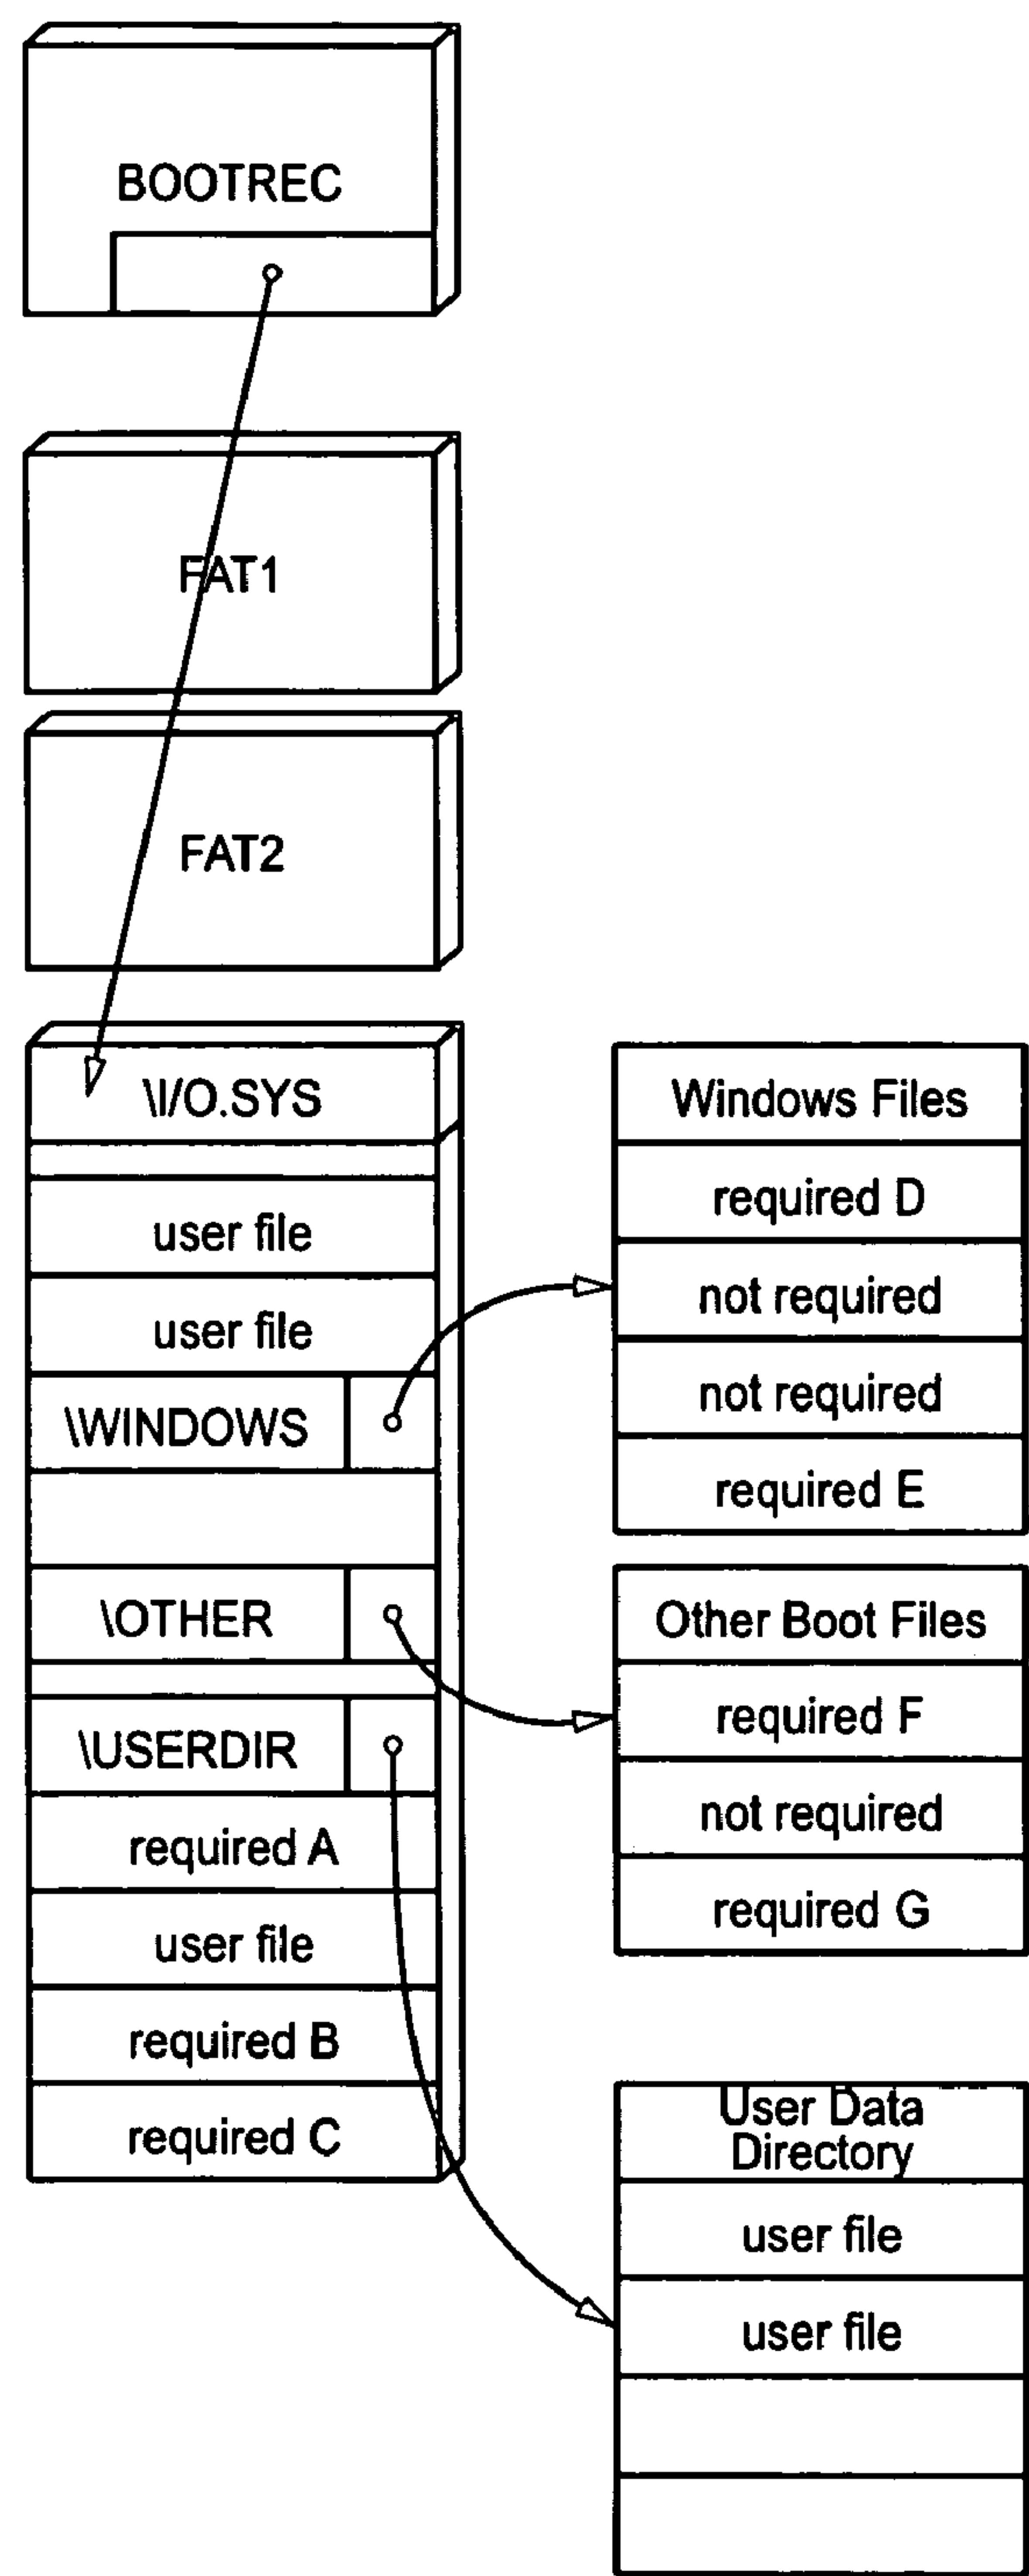 BOOTREC
FAT1
FAT2
\I/O.SYS
user file
user file
\WINDOWS
\OTHER
\USERDIR
required A
user file
required B
required C
Windows Files
required D
not required
not required
required E
Other Boot Files
required F
not required
required G
User Data
Directory
user file
user file